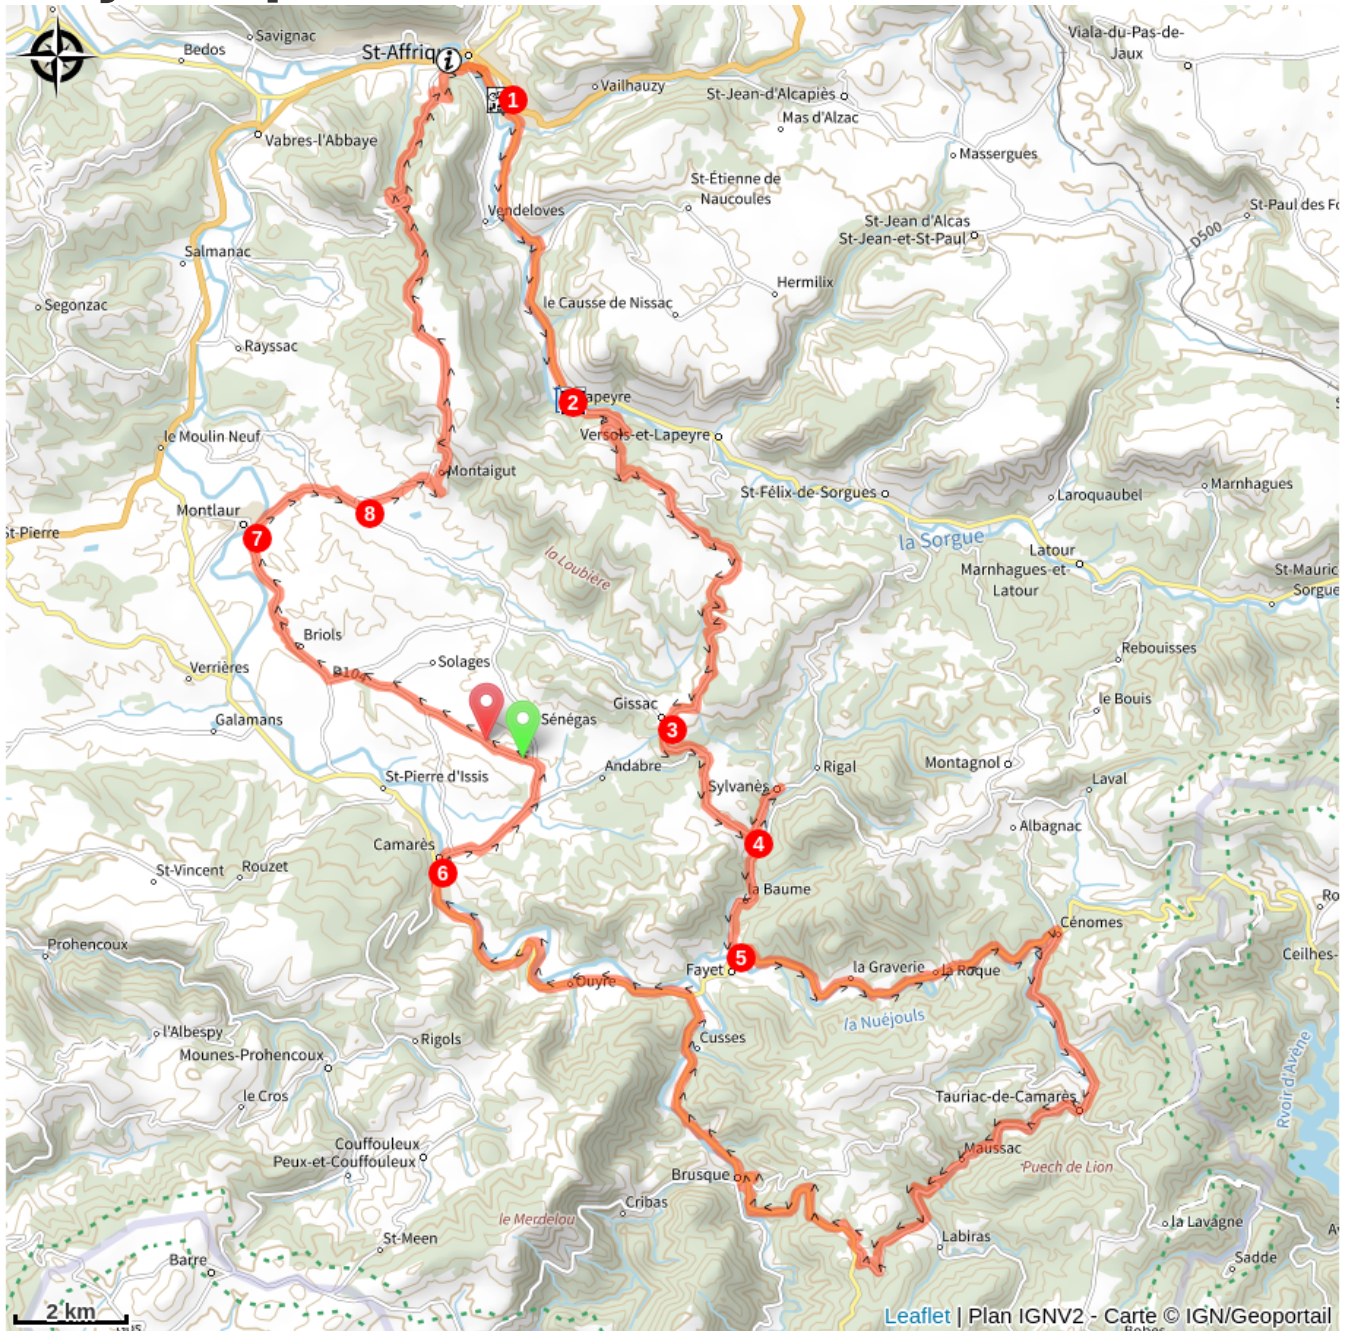 Savignac
Bedos
St-Affriq
i
Viala-du-Pas-de-
Jaux
Vailhauzy
St-Jean-d'Alcapiès
1
Mas d'Alzac
Vabres-l'Abbaye
Massergues
St-Étienne de
Naucoules
Vendeloves
St-Paul des Fo
St-Jean d'Alcas
St-Jean-et-St-Paul
D500
Salmanac
Hermilix
Segonzac
le Causse de Nissac
Rayssac
2
apeyre
Versols-et-Lapeyre
le Moulin Neuf
Montaigut
St-Félix-de-Sorgues
Laroquaubel
Marnhagues
Montlaur
8
7
St-Pierre
la Sorgue
la Loubière
Latour
Marnhagues-et-
Latour
St-Mauric
Sorgue
Briols
Rebouisses
Solages
Verrières
D104
le Bouis
Gissac
Galamans
Sénégas
3
St-Pierre d'Issis
Andabre
Rigal
Montagnol
Laval
Sylvanès
Albagnac
Camarès
4
St-Vincent
Rouzet
6
la Baume
Ro
Cénomes
Prohencoux
Ceilhes-
5
Fayet
la Graverie
la Roque
Ouyre
l'Albespy
la Nuéjouls
Mounes-Prohencoux
Rigols
Cusses
Rvoir d'Avène
le Cros
Tauriac-de-Camarès
Couffouleux
Peux-et-Couffouleux
Maussac
Puech de Lion
Brusque
Cribas
le Merdelou
la Lavagne
St-Meen
Labiras
Barre
Sadde
2 km
Leaflet | Plan IGNV2 - Carte © IGN/Geoportail